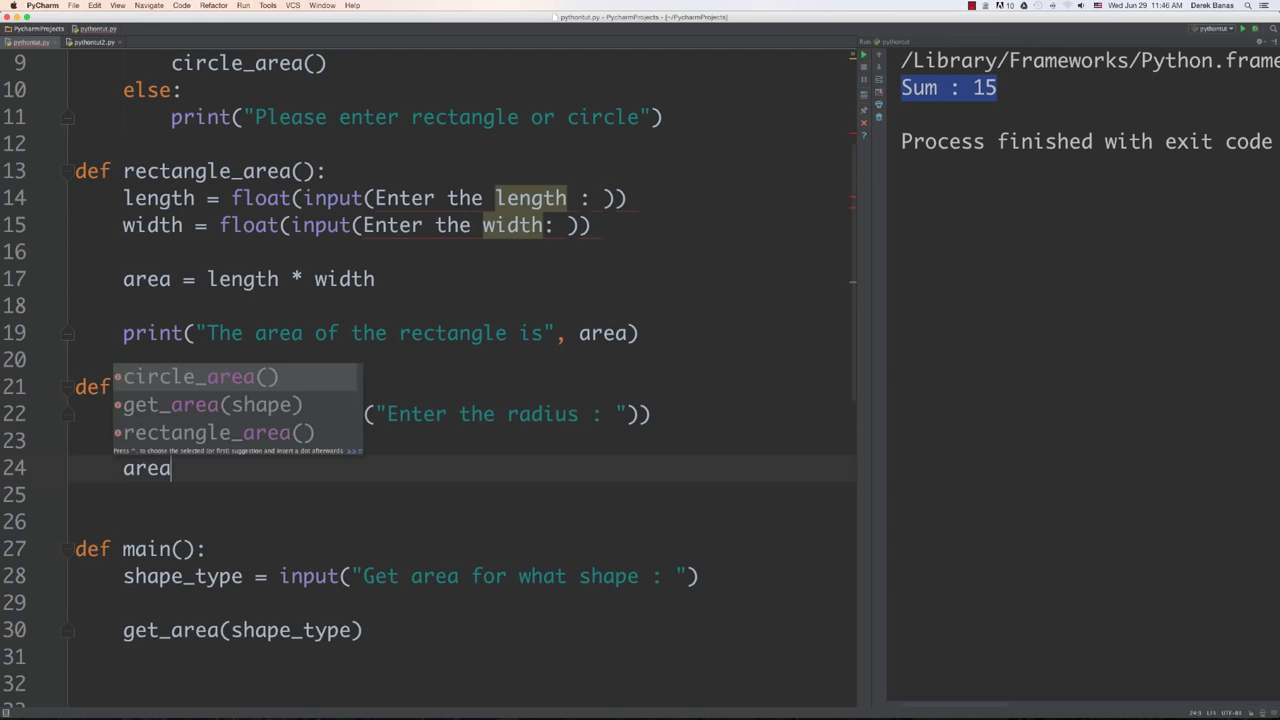 PyCharm File Edit View Navigate Code Refactor Run Tools VCS Window Help 10 Wed Jun 29 11:46 AM Derek Banas
pythontut.py - PycharmProjects - [~/PycharmProjects]
PycharmProjects pythontut.py pythontut
pythontut.py pythontut2.py Run: pythontut
9 circle_area()
10 else:
11 print("Please enter rectangle or circle")
12
13 def rectangle_area():
14 length = float(input(Enter the length : ))
15 width = float(input(Enter the width: ))
16
17 area = length * width
18
19 print("The area of the rectangle is", area)
20
circle_area()
21 def
get_area(shape)
22 ("Enter the radius : "))
rectangle_area()
23
Press ^. to choose the selected (or first) suggestion and insert a dot afterwards >>
24 area
25
26
27 def main():
28 shape_type = input("Get area for what shape : ")
29
30 get_area(shape_type)
31
32
/Library/Frameworks/Python.frame
Sum : 15
Process finished with exit code
24:5 LF÷ UTF-8÷